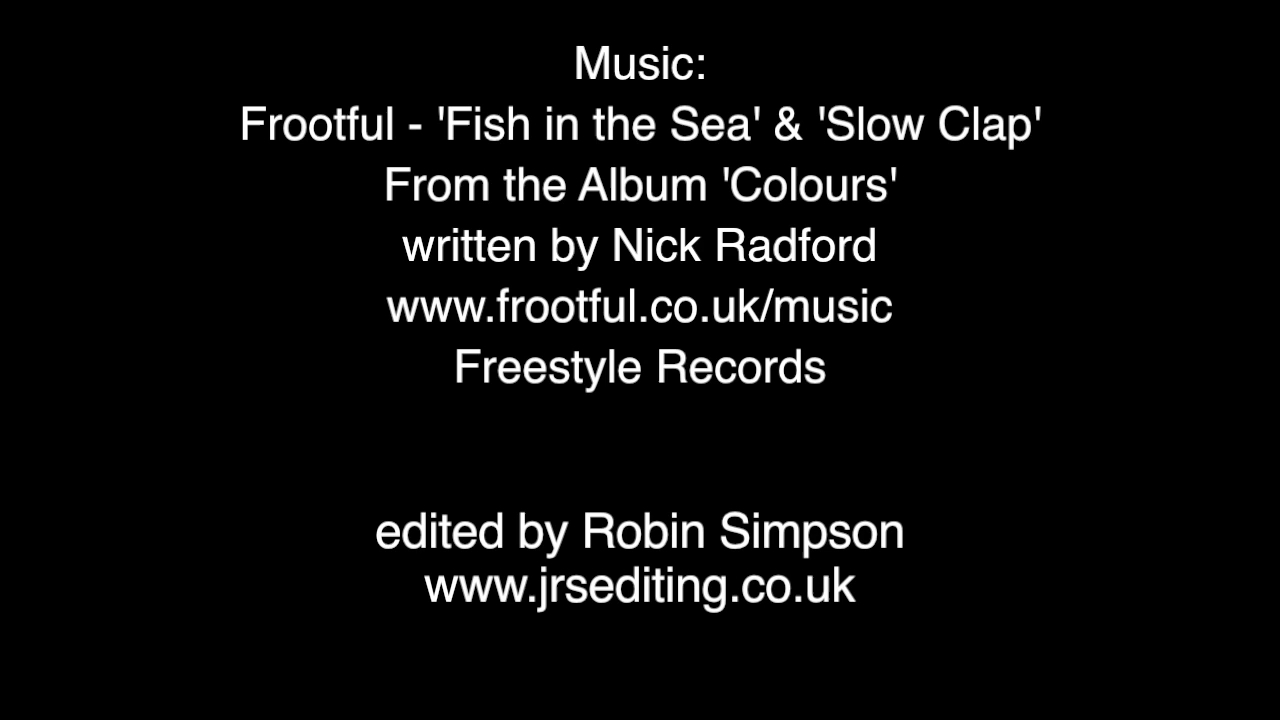 Music:
Frootful - 'Fish in the Sea' & 'Slow Clap'
From the Album 'Colours'
written by Nick Radford
www.frootful.co.uk/music
Freestyle Records
edited by Robin Simpson
www.jrsediting.co.uk